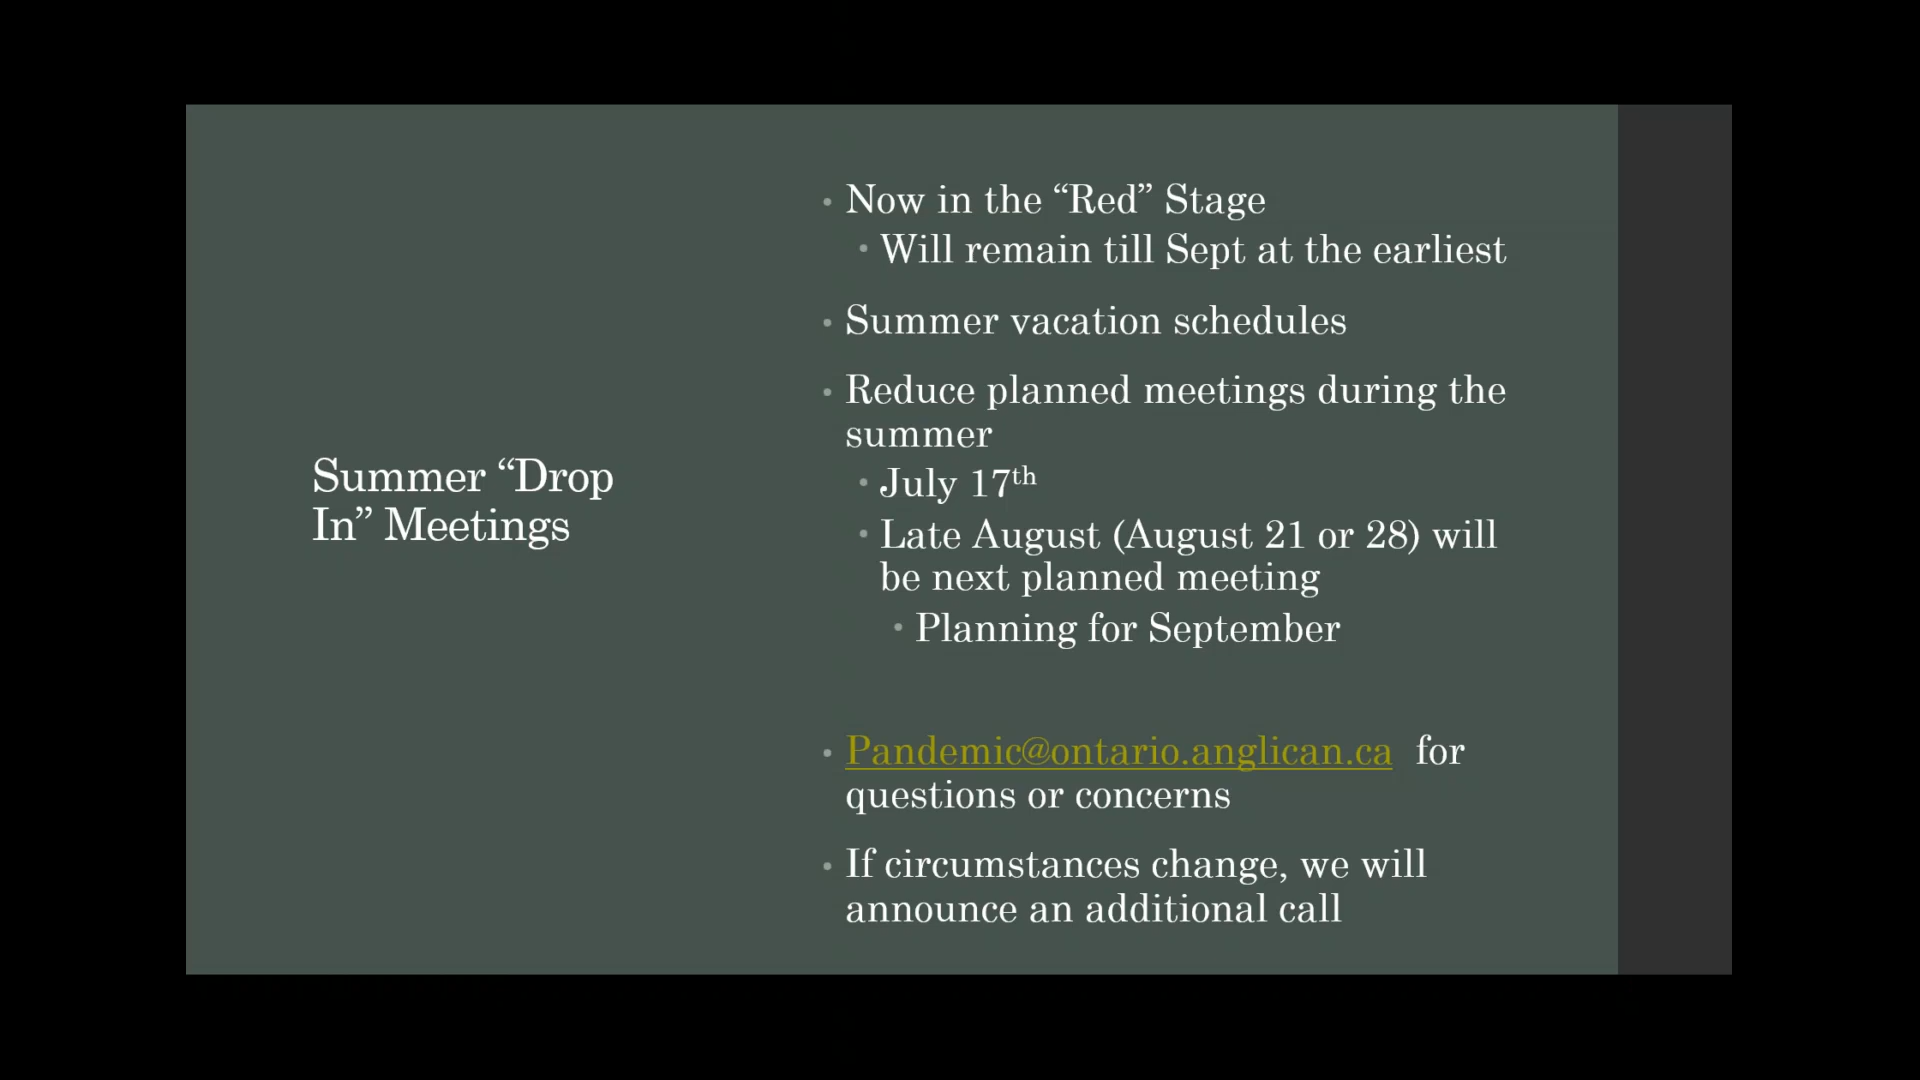 Summer “Drop
In” Meetings
• Now in the “Red” Stage
• Will remain till Sept at the earliest
• Summer vacation schedules
• Reduce planned meetings during the
summer
• July 17th
• Late August (August 21 or 28) will
be next planned meeting
• Planning for September
• Pandemic@ontario.anglican.ca for
questions or concerns
• If circumstances change, we will
announce an additional call